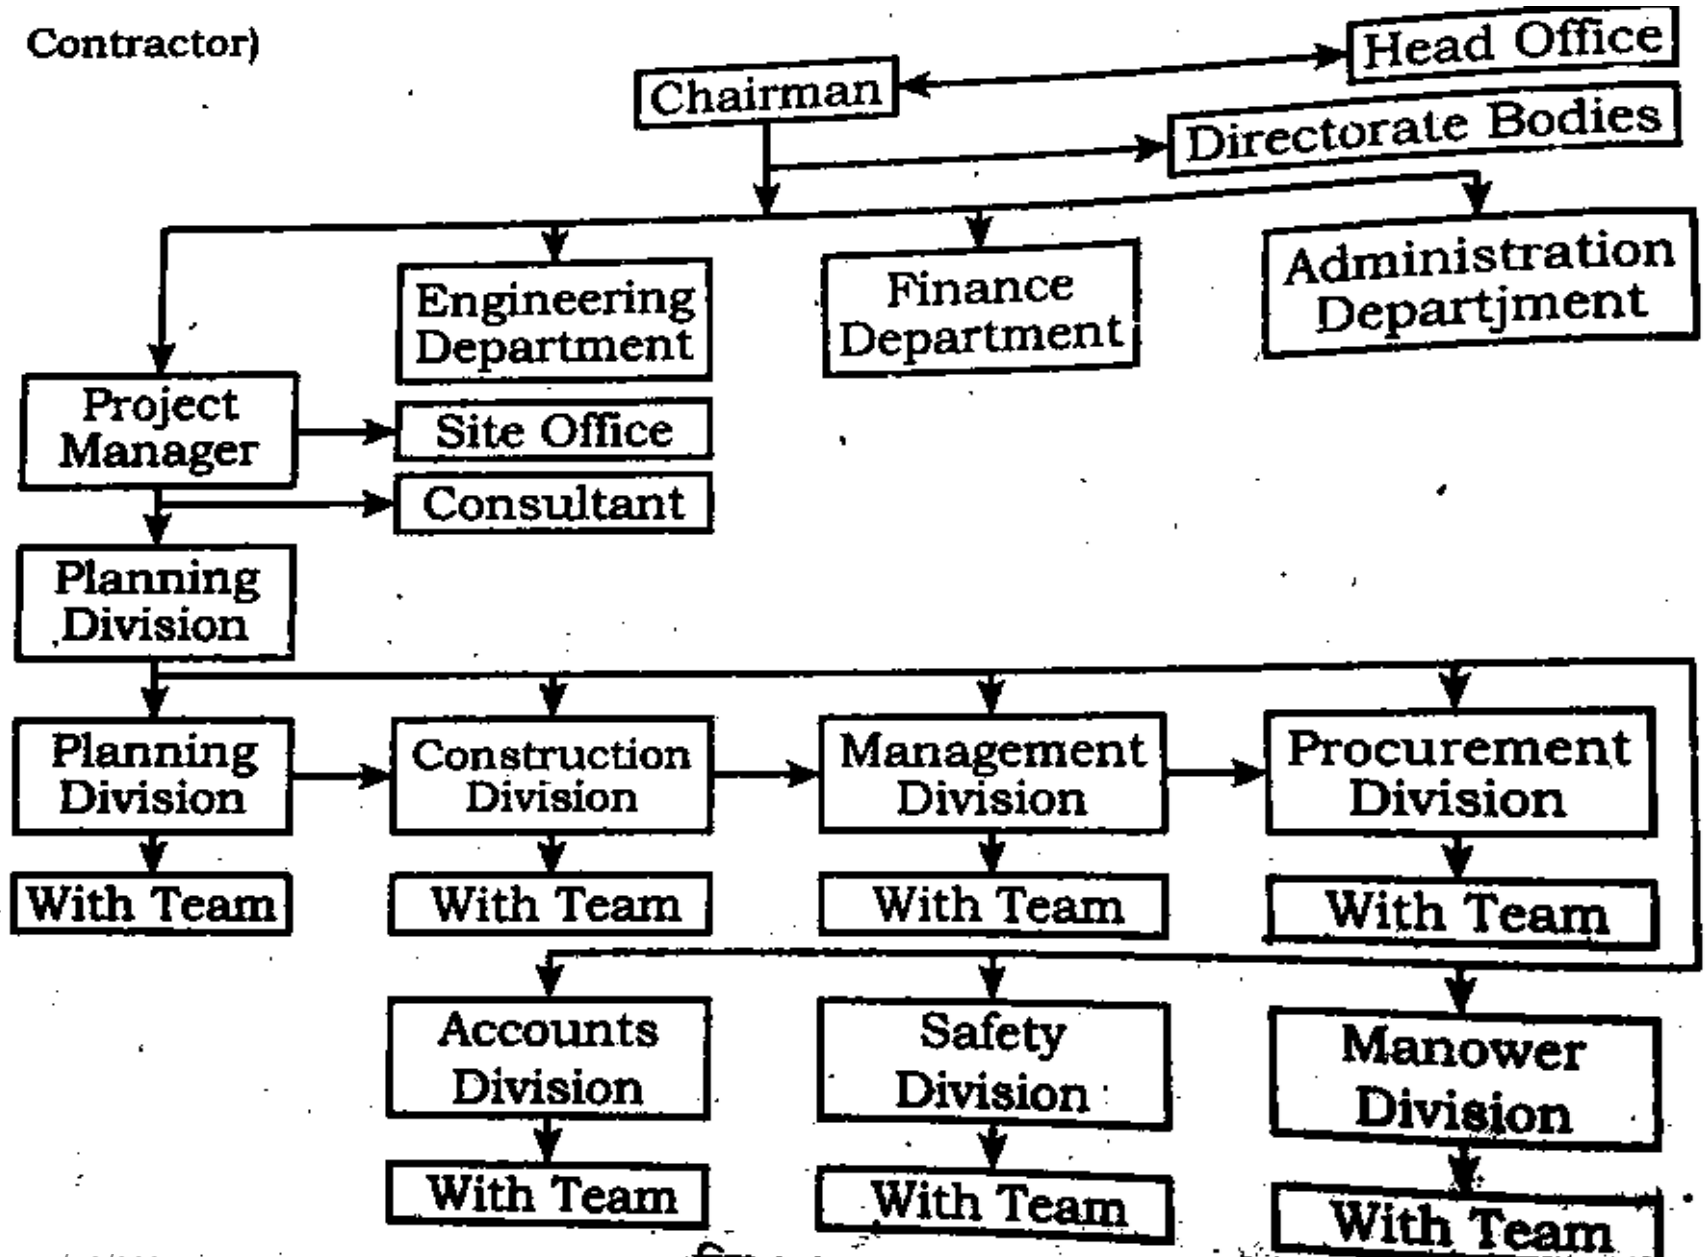 Contractor)
Head Office
Chairman
Directorate Bodies
Engineering
Department
Finance
Department
Administration
Departjment
Project
Manager
Site Office
Consultant
Planning
Division
Planning
Division
Construction
Division
Management
Division
Procurement
Division
With Team
With Team
With Team
With Team
Accounts
Division
Safety
Division
Manower
Division
With Team
With Team
With Team